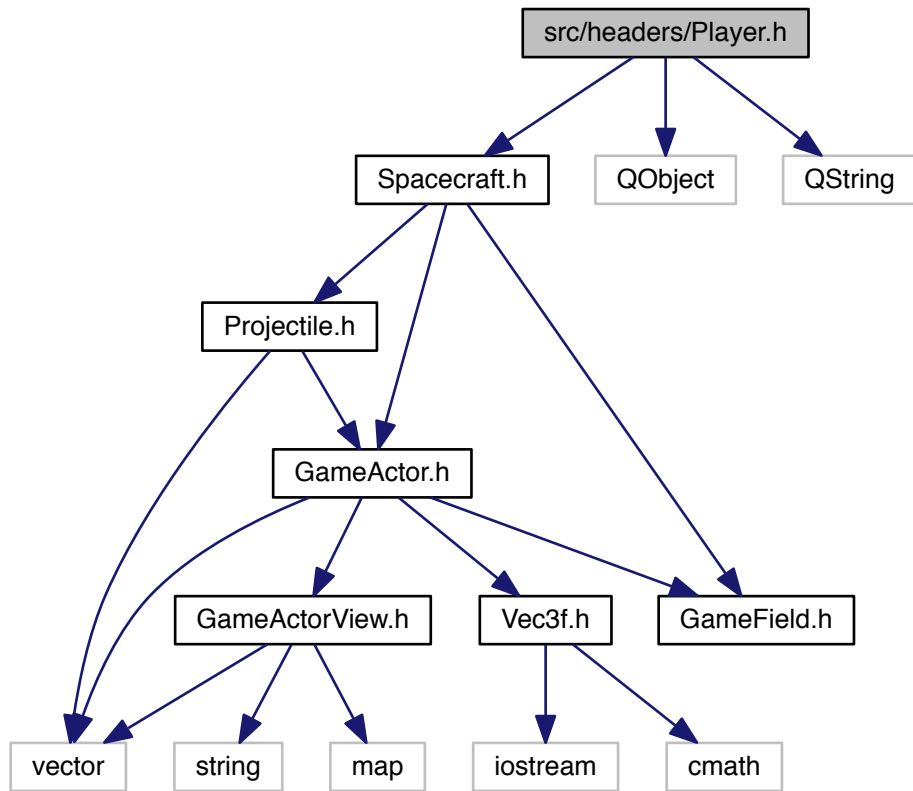 src/headers/Player.h
Spacecraft.h
QObject
QString
Projectile.h
GameActor.h
GameActorView.h
Vec3f.h
GameField.h
vector
string
map
iostream
cmath